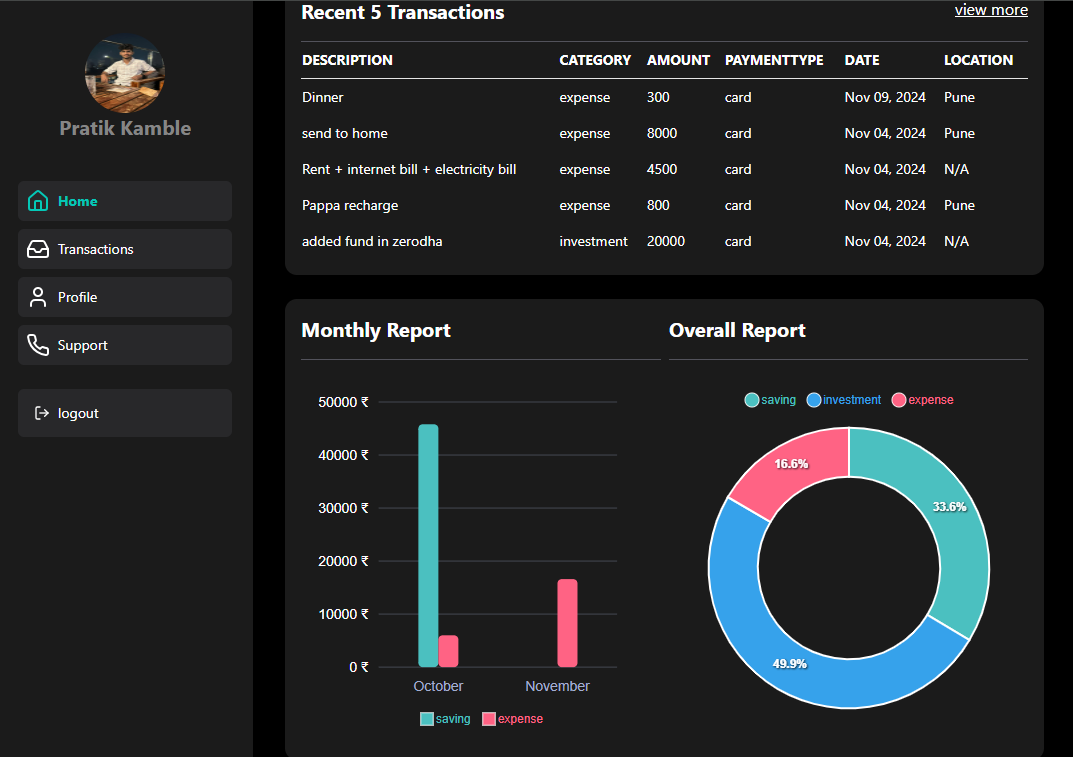 Pratik Kamble
Home
Transactions
Profile
Support
logout
Recent 5 Transactions view more
DESCRIPTION CATEGORY AMOUNT PAYMENTTYPE DATE LOCATION
Dinner expense 300 card Nov 09, 2024 Pune
send to home expense 8000 card Nov 04, 2024 Pune
Rent + internet bill + electricity bill expense 4500 card Nov 04, 2024 N/A
Pappa recharge expense 800 card Nov 04, 2024 Pune
added fund in zerodha investment 20000 card Nov 04, 2024 N/A
Monthly Report
50000 ₹
40000 ₹
30000 ₹
20000 ₹
10000 ₹
0 ₹
October November
saving expense
Overall Report
saving investment expense
16.6%
33.6%
49.9%